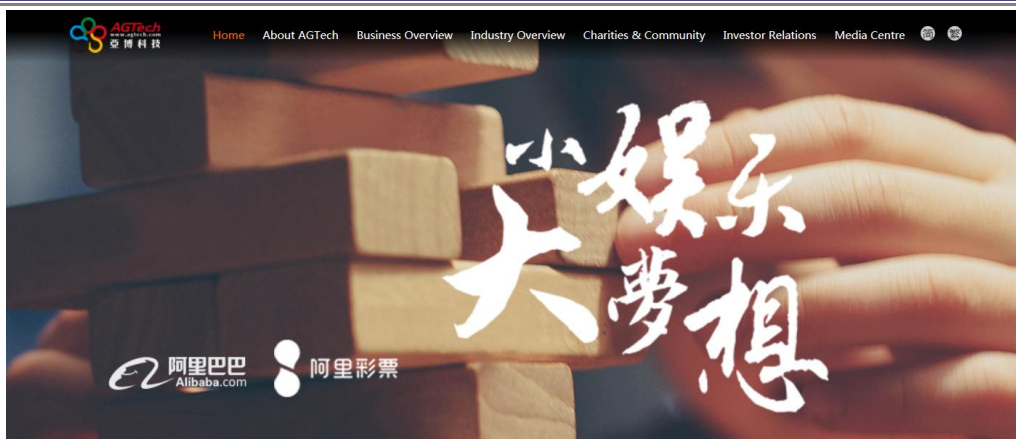 AGTech
www.agtech.com
亞博科技
Home About AGTech Business Overview Industry Overview Charities & Community Investor Relations Media Centre 简 繁
小娱乐
大夢想
阿里巴巴
Alibaba.com
阿里彩票